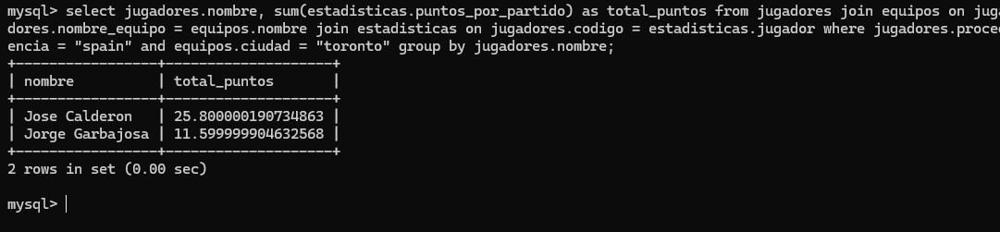 mysql> select jugadores.nombre, sum(estadisticas.puntos_por_partido) as total_puntos from jugadores join equipos on juga
dores.nombre_equipo = equipos.nombre join estadisticas on jugadores.codigo = estadisticas.jugador where jugadores.proced
encia = "spain" and equipos.ciudad = "toronto" group by jugadores.nombre;
+-----------------+--------------------+
| nombre          | total_puntos       |
+-----------------+--------------------+
| Jose Calderon   | 25.800000190734863 |
| Jorge Garbajosa | 11.599999904632568 |
+-----------------+--------------------+
2 rows in set (0.00 sec)
mysql>